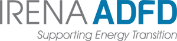 IRENA ADFD
Supporting Energy Transition